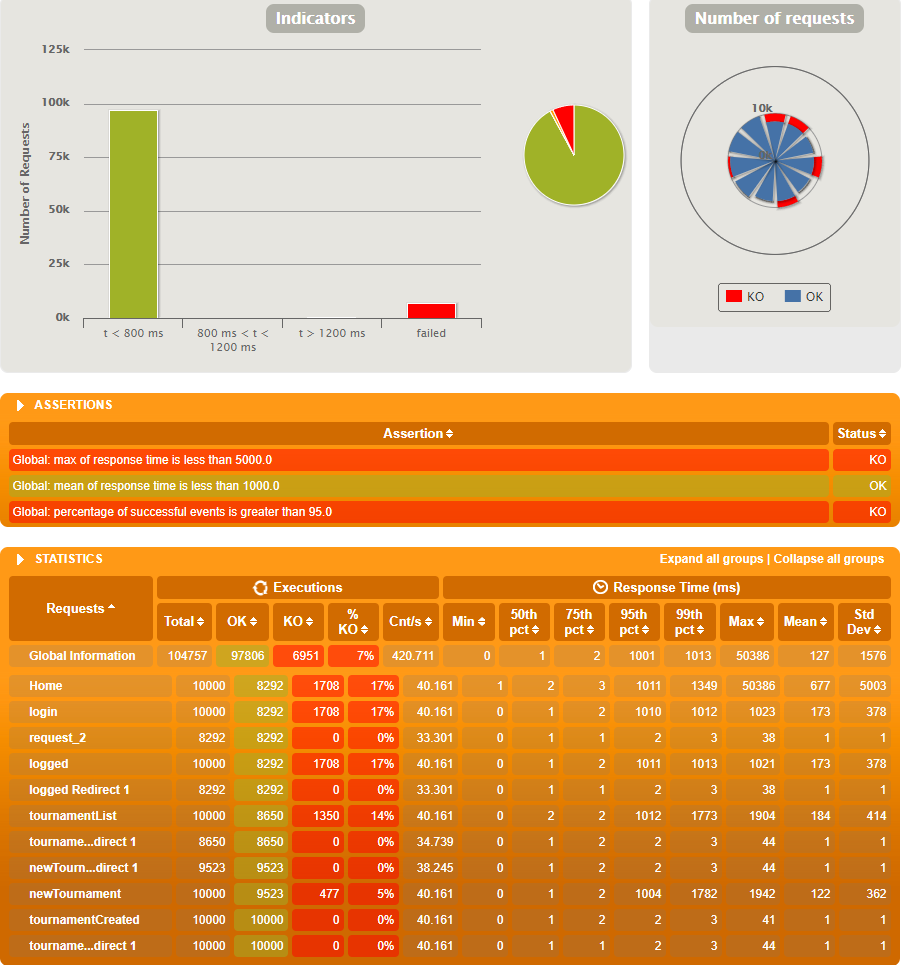 Indicators
Number of requests
125k
100k
75k
50k
25k
0k
Number of Requests
t < 800 ms
800 ms < t <
1200 ms
t > 1200 ms
failed
10k
KO
OK
ASSERTIONS
Assertion
Status
Global: max of response time is less than 5000.0 KO
Global: mean of response time is less than 1000.0 OK
Global: percentage of successful events is greater than 95.0 KO
STATISTICS
Expand all groups | Collapse all groups
Requests
Executions
Response Time (ms)
Total OK KO % KO Cnt/s Min 50th pct 75th pct 95th pct 99th pct Max Mean Std Dev
Global Information 104757 97806 6951 7% 420.711 0 1 2 1001 1013 50386 127 1576
Home 10000 8292 1708 17% 40.161 1 2 3 1011 1349 50386 677 5003
login 10000 8292 1708 17% 40.161 0 1 2 1010 1012 1023 173 378
request_2 8292 8292 0 0% 33.301 0 1 1 2 3 38 1 1
logged 10000 8292 1708 17% 40.161 0 1 2 1011 1013 1021 173 378
logged Redirect 1 8292 8292 0 0% 33.301 0 1 1 2 3 38 1 1
tournamentList 10000 8650 1350 14% 40.161 0 2 2 1012 1773 1904 184 414
tourname...direct 1 8650 8650 0 0% 34.739 0 1 2 2 3 44 1 1
newTourn...direct 1 9523 9523 0 0% 38.245 0 1 2 2 3 44 1 1
newTournament 10000 9523 477 5% 40.161 0 1 2 1004 1782 1942 122 362
tournamentCreated 10000 10000 0 0% 40.161 0 1 2 2 3 41 1 1
tourname...direct 1 10000 10000 0 0% 40.161 0 1 1 2 3 44 1 1